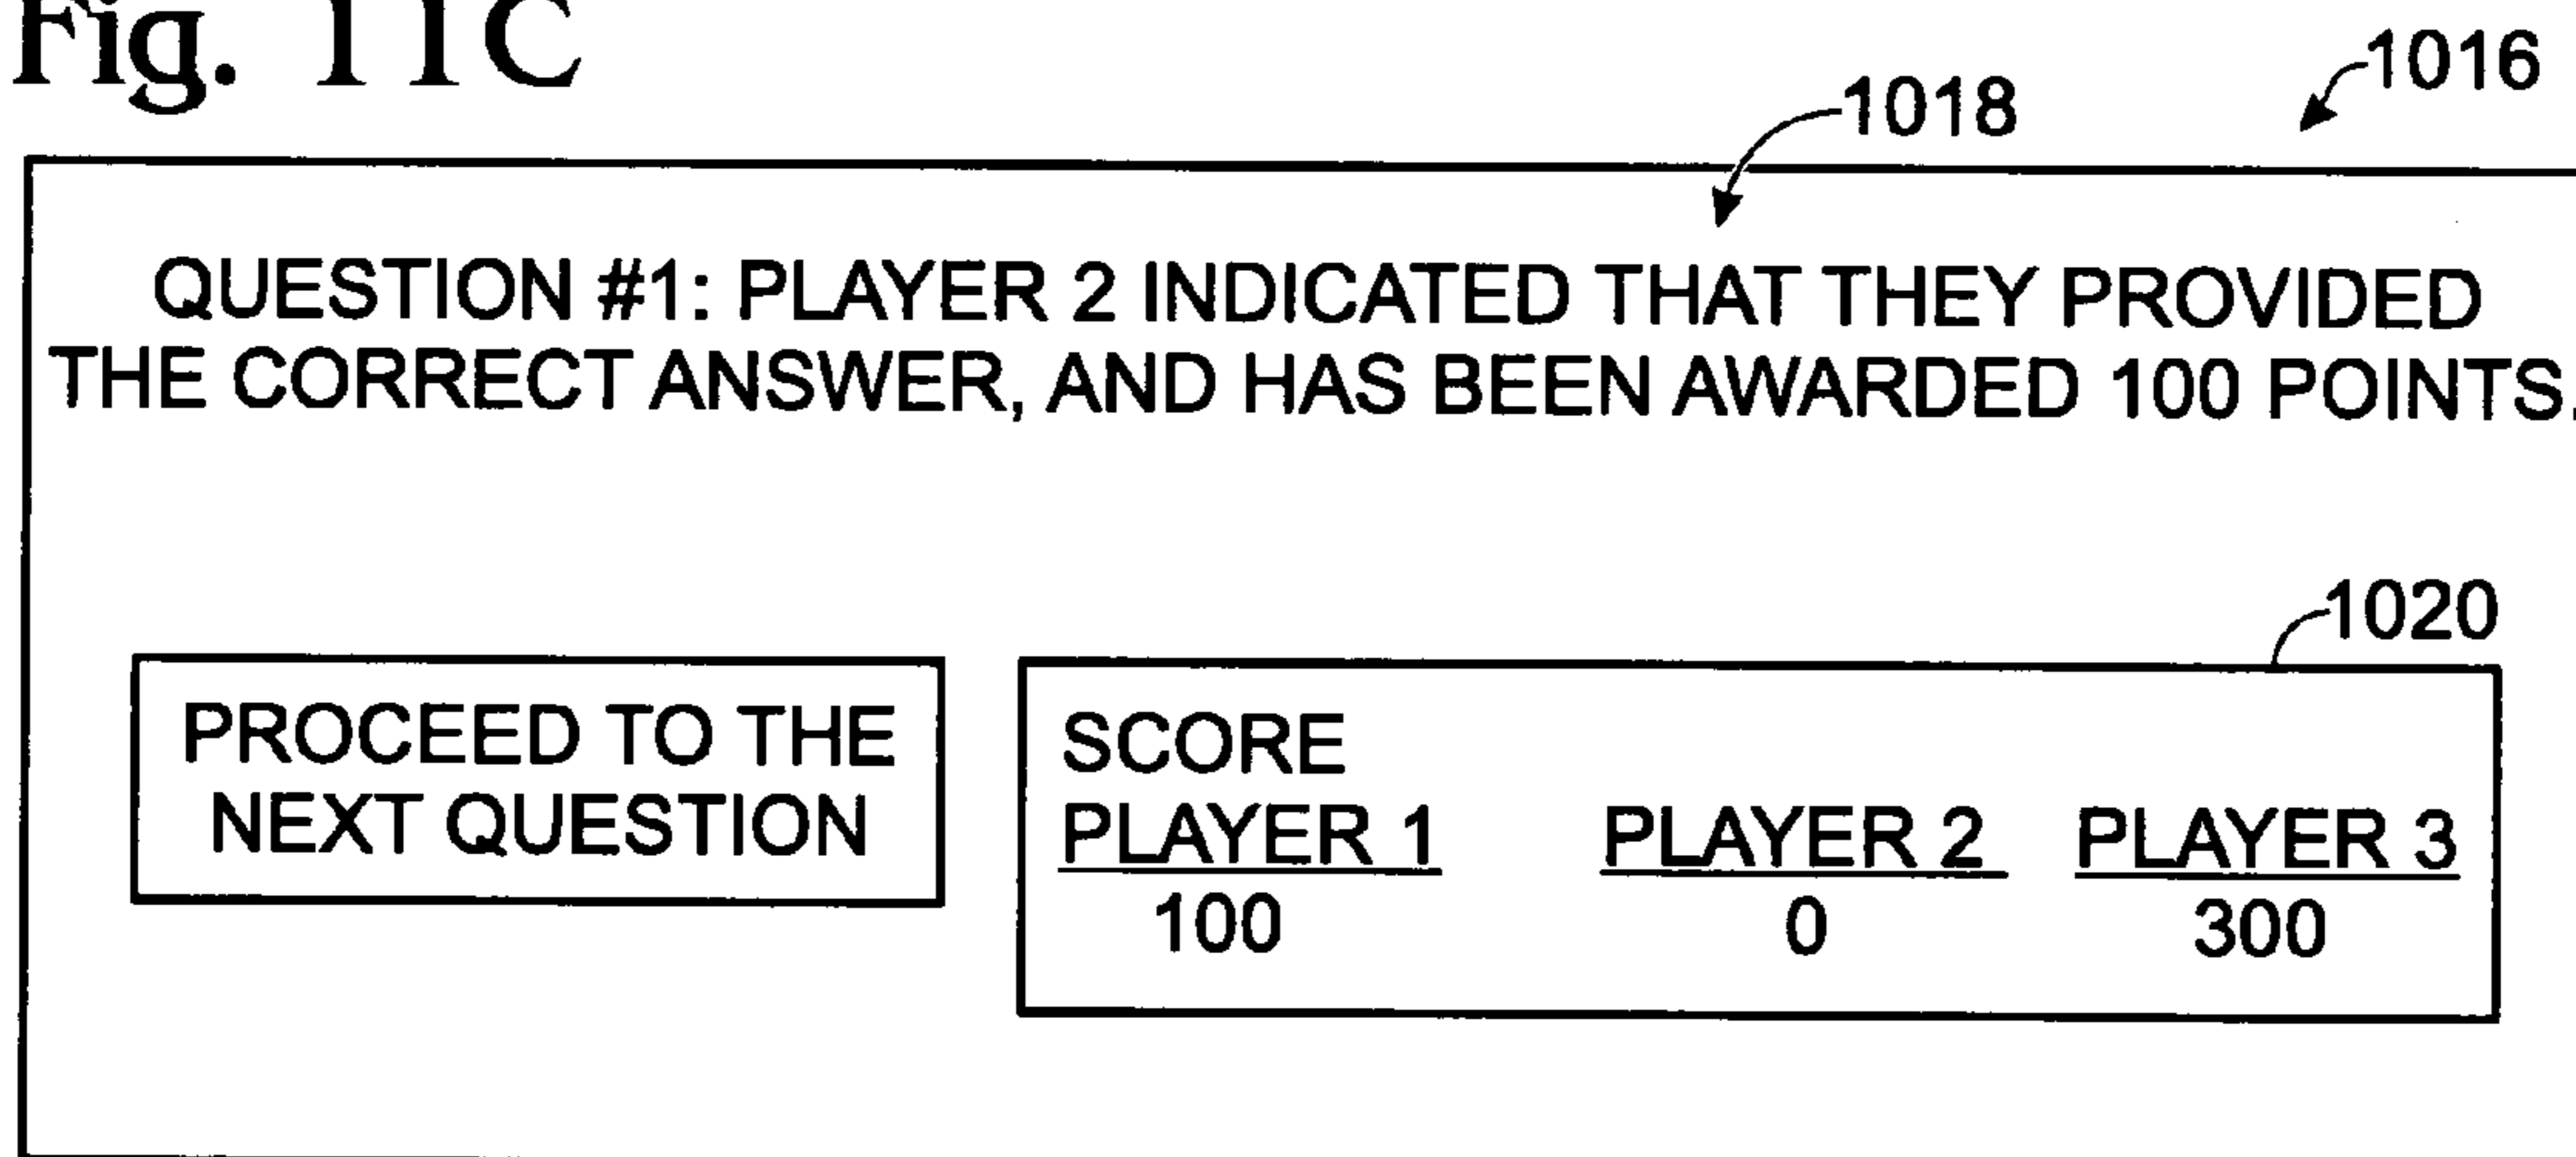 Fig. 11C
1016
1018
QUESTION #1: PLAYER 2 INDICATED THAT THEY PROVIDED
THE CORRECT ANSWER, AND HAS BEEN AWARDED 100 POINTS.
1020
PROCEED TO THE
NEXT QUESTION
SCORE
PLAYER 1 PLAYER 2 PLAYER 3
100 0 300